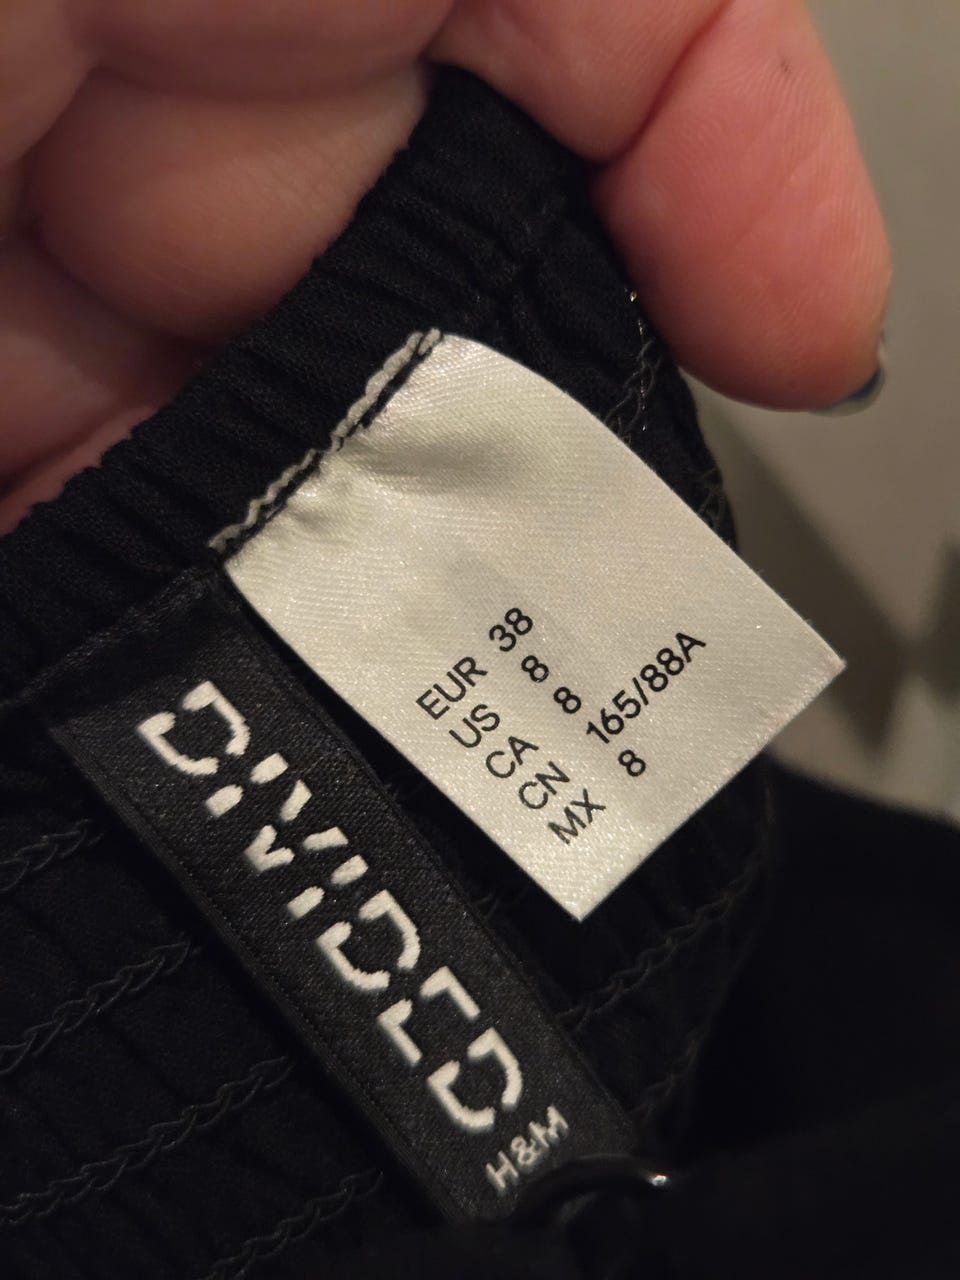 EUR 38
US 8
CA 8
CN 165/88A
MX 8
DIVIDED
H&M